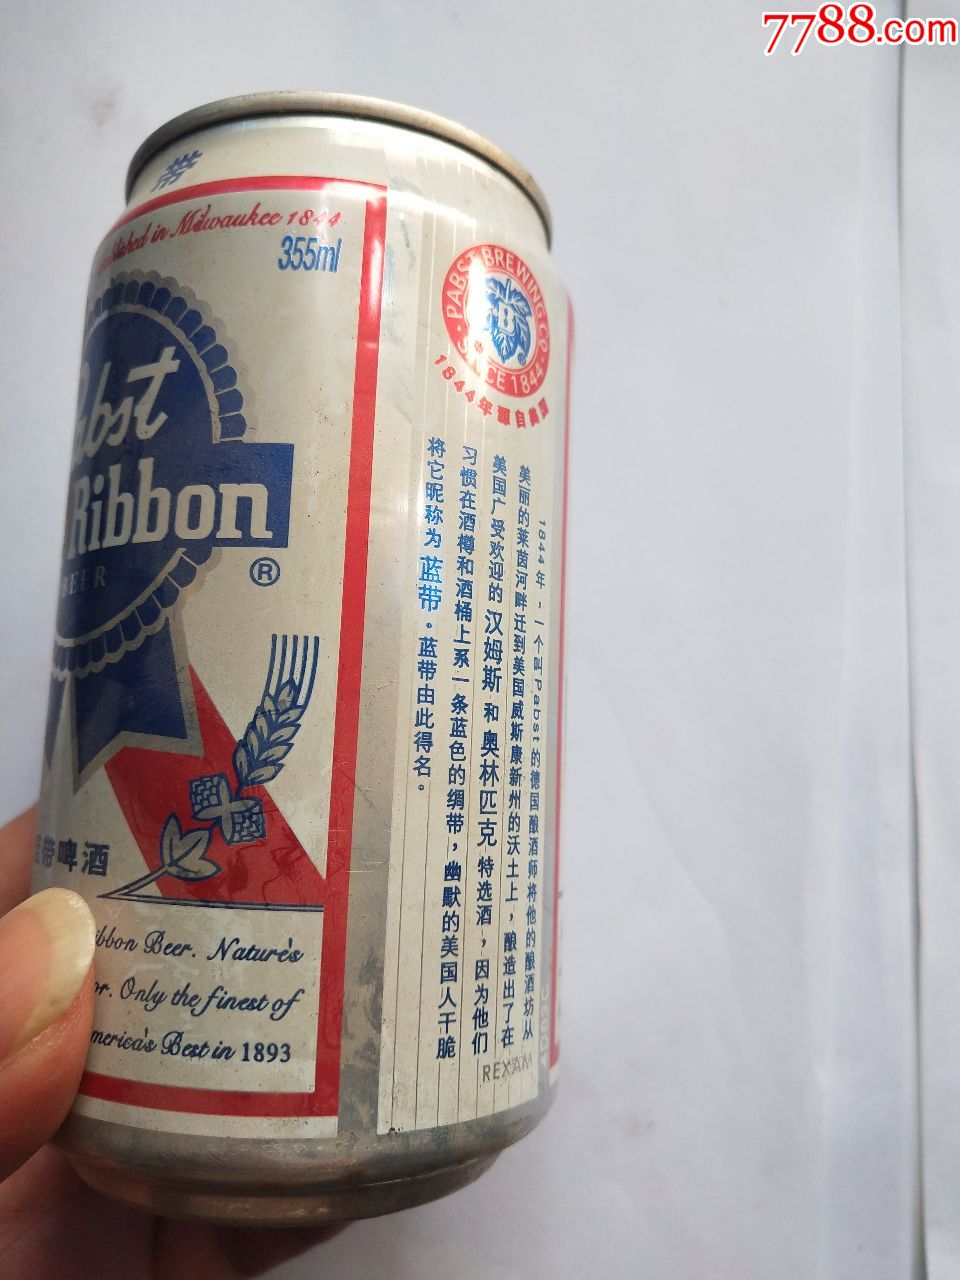 7788.com
带
in Milwaukee 1844
355ml
Ribbon
®
BEER
带啤酒
Beer. Nature's
Only the finest of
Best in 1893
PABST BREWING CO
SINCE 1844
1844年源自美国
1844年,一个叫Pabst的德国酿酒师将他的酿酒坊从
美丽的莱茵河畔迁到美国威斯康新州的沃土上,酿造出了在
美国广受欢迎的汉姆斯和奥林匹克特选酒,因为他们
习惯在酒樽和酒桶上系一条蓝色的绸带,幽默的美国人干脆
将它昵称为蓝带。蓝带由此得名。
REXAM